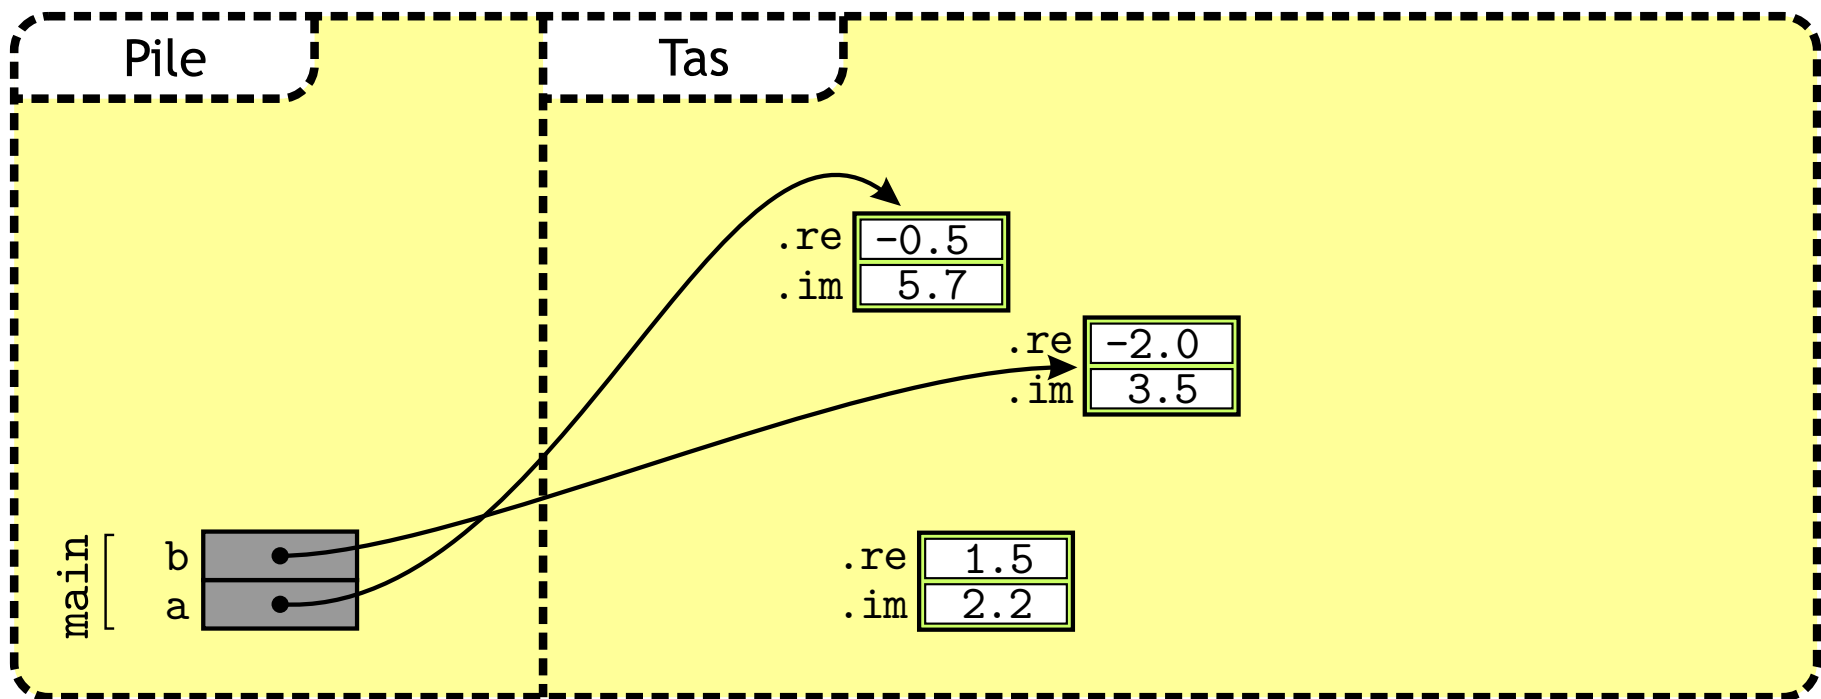 Pile
Tas
.re -0.5
.im 5.7
.re -2.0
.im 3.5
main
b
a
.re 1.5
.im 2.2